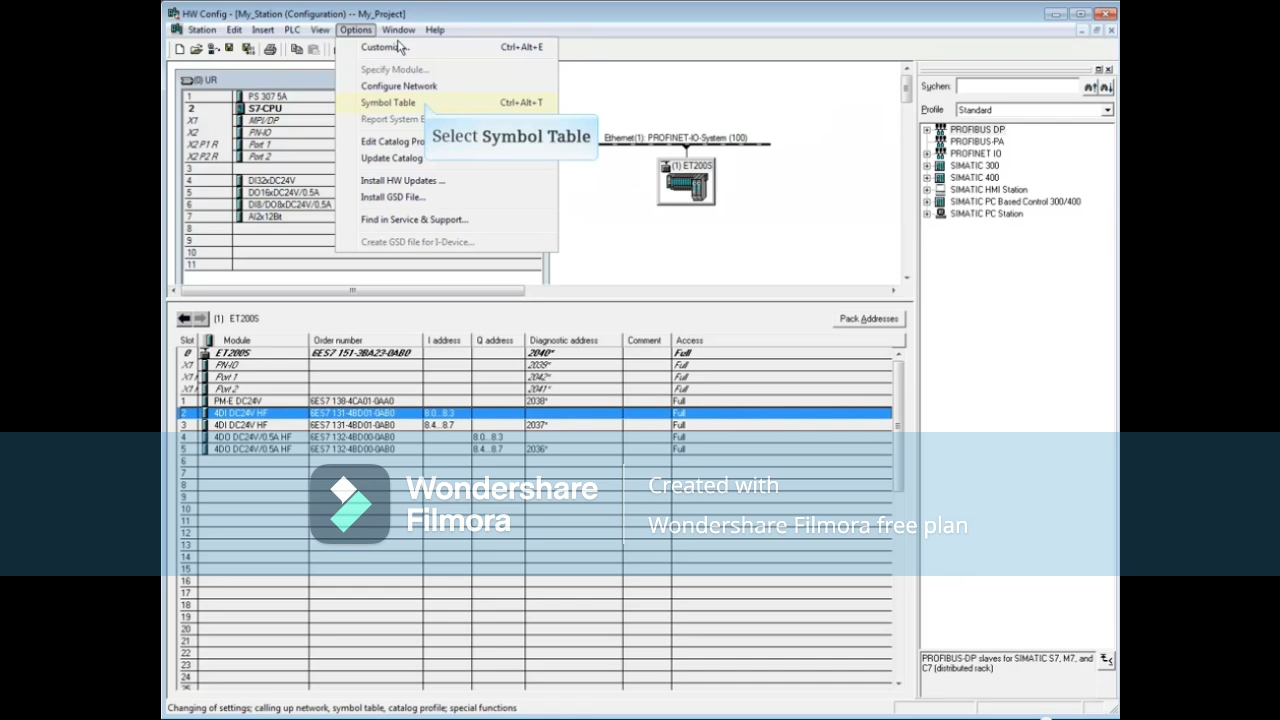 HW Config - [My_Station (Configuration) -- My_Project]
Station Edit Insert PLC View Options Window Help
Customize... Ctrl+Alt+E
Specify Module...
Configure Network
Symbol Table Ctrl+Alt+T
Report System E
Edit Catalog Pro
Update Catalog
Install HW Updates ...
Install GSD File...
Find in Service & Support...
Create GSD file for I-Device...
Select Symbol Table
(0) UR
1 PS 307 5A
2 S7-CPU
X1 MPI/DP
X2 PN-IO
X2 P1 R Port 1
X2 P2 R Port 2
3
4 DI32xDC24V
5 DO16xDC24V/0.5A
6 DI8/DO8xDC24V/0.5A
7 AI2x12Bit
8
9
10
11
Ethernet(1): PROFINET-IO-System (100)
(1) ET200S
Suchen:
Profile Standard
PROFIBUS DP
PROFIBUS-PA
PROFINET IO
SIMATIC 300
SIMATIC 400
SIMATIC HMI Station
SIMATIC PC Based Control 300/400
SIMATIC PC Station
(1) ET200S
Pack Addresses
Slot Module Order number I address Q address Diagnostic address Comment Access
0 ET200S 6ES7 151-3BA23-0AB0 2040* Full
X1 PN-IO 2039* Full
X1 Port 1 2042* Full
X1 Port 2 2041* Full
1 PM-E DC24V 6ES7 138-4CA01-0AA0 2038* Full
2 4DI DC24V HF 6ES7 131-4BD01-0AB0 8.0...8.3 Full
3 4DI DC24V HF 6ES7 131-4BD01-0AB0 8.4...8.7 2037* Full
4 4DO DC24V/0.5A HF 6ES7 132-4BD00-0AB0 8.0...8.3 Full
5 4DO DC24V/0.5A HF 6ES7 132-4BD00-0AB0 8.4...8.7 2036* Full
6
7
8
9
10
11
12
13
14
15
16
17
18
19
20
21
22
23
24
Wondershare
Filmora
Created with
Wondershare Filmora free plan
PROFIBUS-DP slaves for SIMATIC S7, M7, and
C7 (distributed rack)
Changing of settings; calling up network, symbol table, catalog profile; special functions